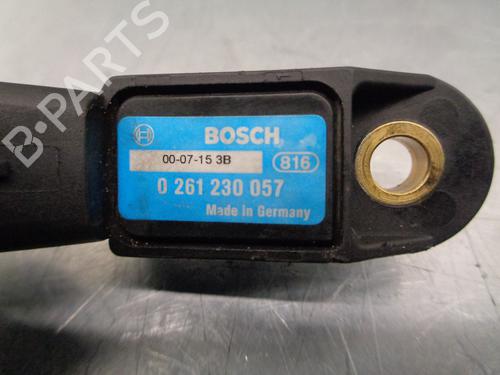 B-PARTS
BOSCH
00-07-15 3B
816
0 261 230 057
Made in Germany